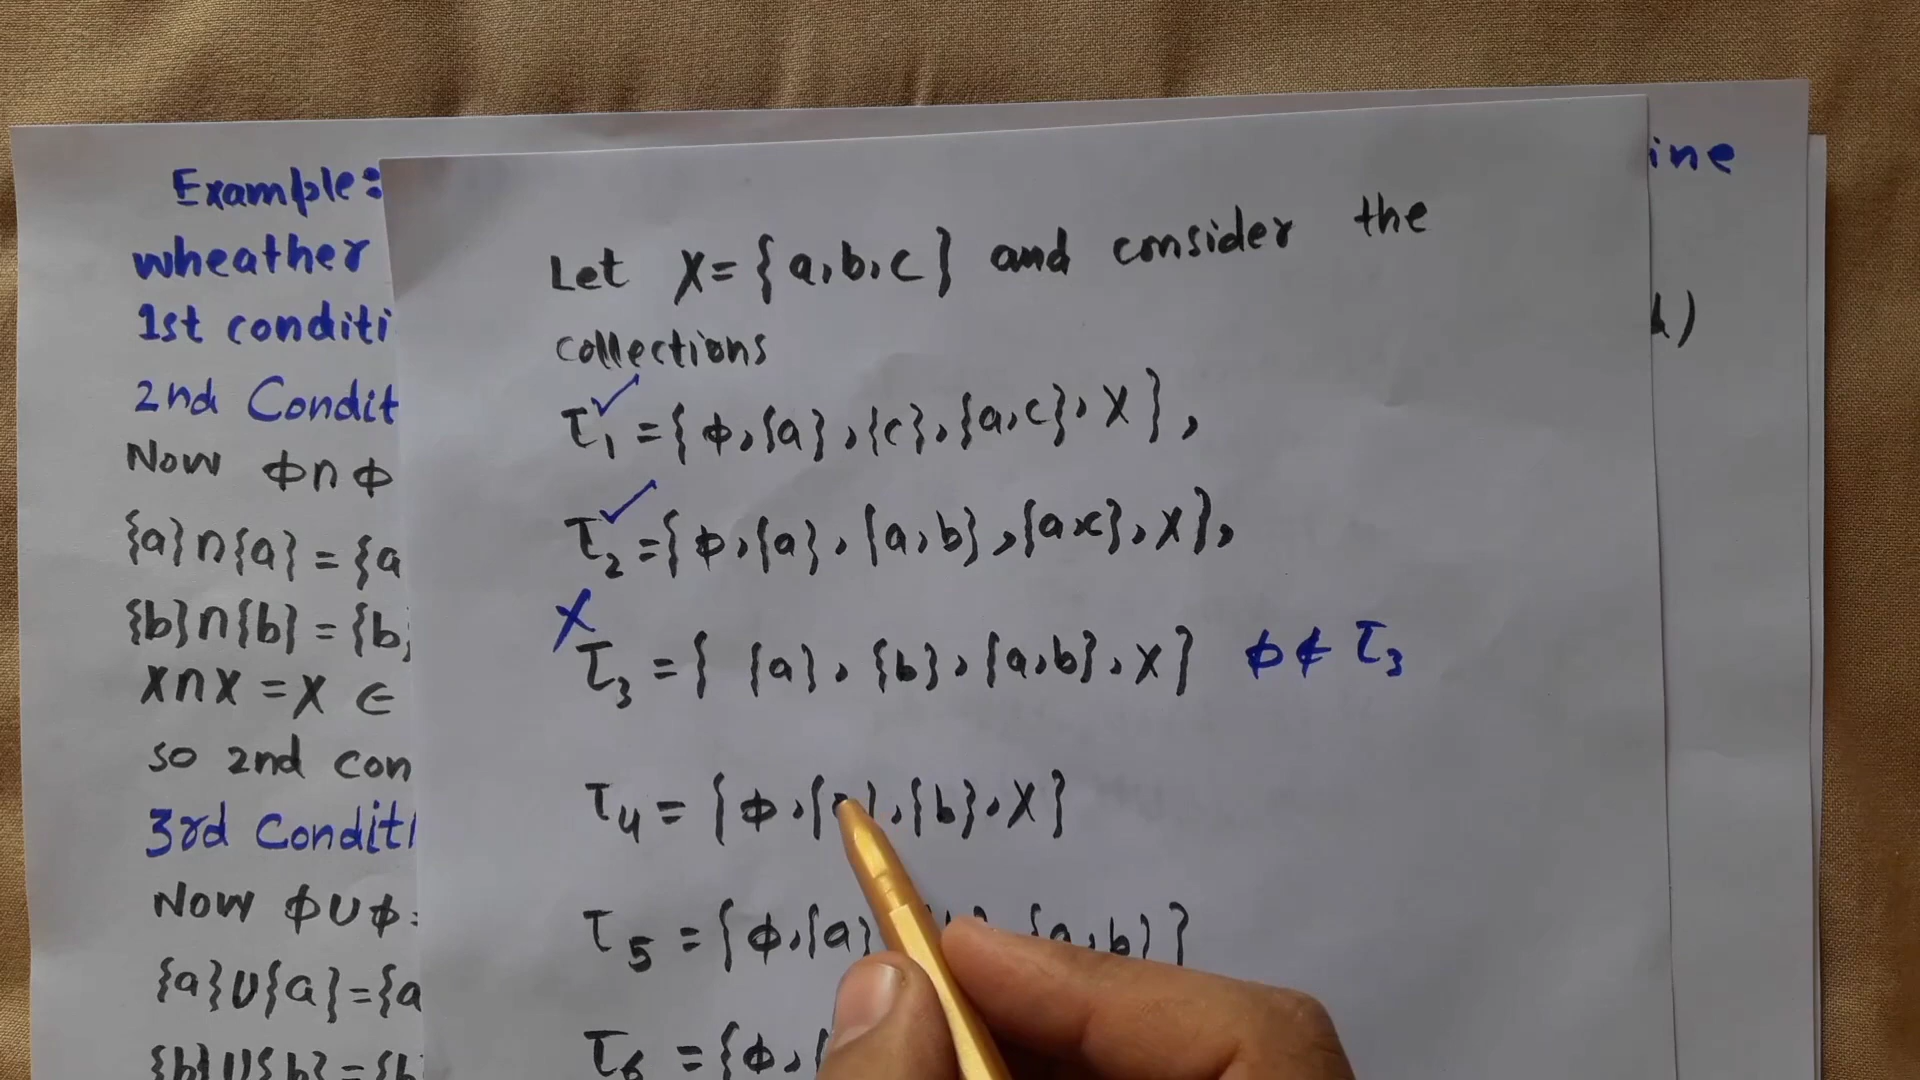 Example:
wheather
1st conditi
2nd Condit
Now ϕ∩ϕ
{a}∩{a} = {a
{b}∩{b} = {b}
X∩X = X ∈
so 2nd con
3rd Conditi
Now ϕ∪ϕ =
{a}∪{a} = {a
{b}∪{b} = {b
Let X = {a, b, c} and consider the
collections
τ₁ ✓ = {ϕ, {a}, {c}, {a, c}, X},
τ₂ ✓ = {ϕ, {a}, {a, b}, {a, c}, X},
X
τ₃ = { {a}, {b}, {a, b}, X } ϕ ∉ τ₃
τ₄ = {ϕ, { }, {b}, X}
τ₅ = {ϕ, {a} {a, b} }
τ₆ = {ϕ, {
ine